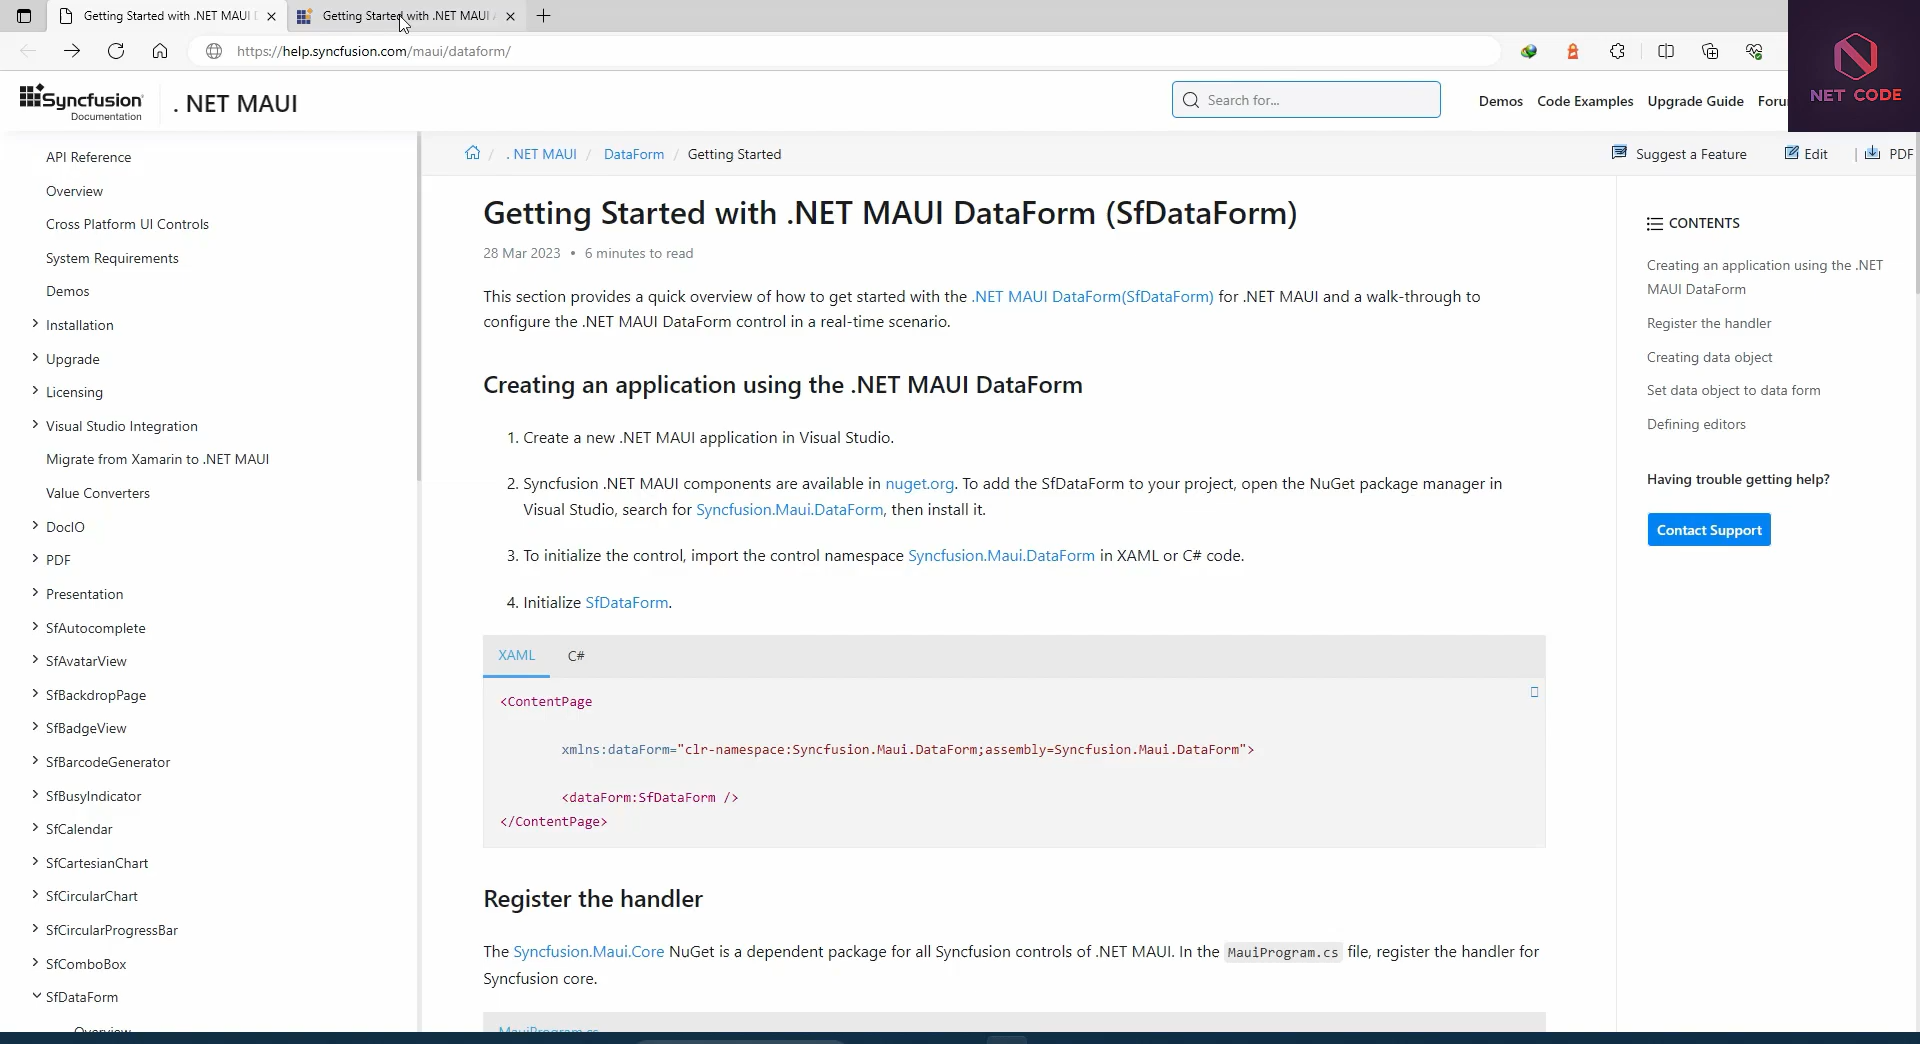 Getting Started with .NET MAUI D
Getting Started with .NET MAUI
https://help.syncfusion.com/maui/dataform/
NET CODE
Syncfusion
Documentation
. NET MAUI
Search for...
Demos
Code Examples
Upgrade Guide
Foru
API Reference
Overview
Cross Platform UI Controls
System Requirements
Demos
Installation
Upgrade
Licensing
Visual Studio Integration
Migrate from Xamarin to .NET MAUI
Value Converters
DocIO
PDF
Presentation
SfAutocomplete
SfAvatarView
SfBackdropPage
SfBadgeView
SfBarcodeGenerator
SfBusyIndicator
SfCalendar
SfCartesianChart
SfCircularChart
SfCircularProgressBar
SfComboBox
SfDataForm
Overview
/ . NET MAUI / DataForm / Getting Started
Suggest a Feature
Edit
| PDF
Getting Started with .NET MAUI DataForm (SfDataForm)
28 Mar 2023 • 6 minutes to read
This section provides a quick overview of how to get started with the .NET MAUI DataForm(SfDataForm) for .NET MAUI and a walk-through to
configure the .NET MAUI DataForm control in a real-time scenario.
Creating an application using the .NET MAUI DataForm
1. Create a new .NET MAUI application in Visual Studio.
2. Syncfusion .NET MAUI components are available in nuget.org. To add the SfDataForm to your project, open the NuGet package manager in
Visual Studio, search for Syncfusion.Maui.DataForm, then install it.
3. To initialize the control, import the control namespace Syncfusion.Maui.DataForm in XAML or C# code.
4. Initialize SfDataForm.
XAML
C#
<ContentPage
xmlns:dataForm="clr-namespace:Syncfusion.Maui.DataForm;assembly=Syncfusion.Maui.DataForm">
<dataForm:SfDataForm />
</ContentPage>
Register the handler
The Syncfusion.Maui.Core NuGet is a dependent package for all Syncfusion controls of .NET MAUI. In the MauiProgram.cs file, register the handler for
Syncfusion core.
MauiProgram.cs
CONTENTS
Creating an application using the .NET
MAUI DataForm
Register the handler
Creating data object
Set data object to data form
Defining editors
Having trouble getting help?
Contact Support